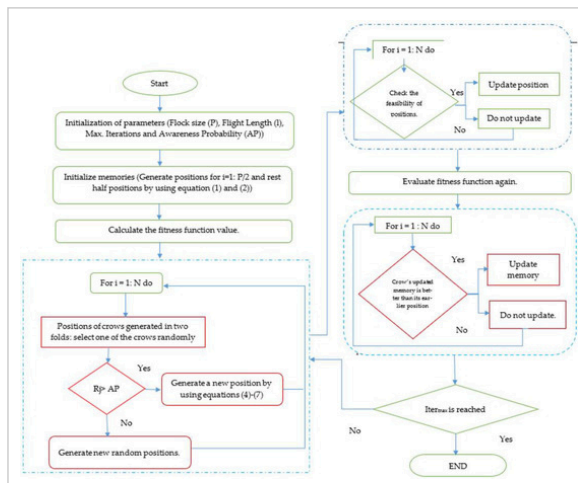 Start
Initialization of parameters (Flock size (P), Flight Length (l),
Max. Iterations and Awareness Probability (AP))
Initialize memories (Generate positions for i=1: P/2 and rest
half positions by using equation (1) and (2))
Calculate the fitness function value.
For i = 1: N do
Positions of crows generated in two
folds: select one of the crows randomly
Rj> AP
Yes
Generate a new position by
using equations (4)-(7)
No
Generate new random positions.
For i = 1: N do
Check the
feasibility of
positions.
Yes
Update position
No
Do not update
Evaluate fitness function again.
For i = 1 : N do
Crow's updated
memory is bet-
ter than its ear-
lier position
Yes
Update
memory
No
Do not update.
Itermax is reached
No
Yes
END